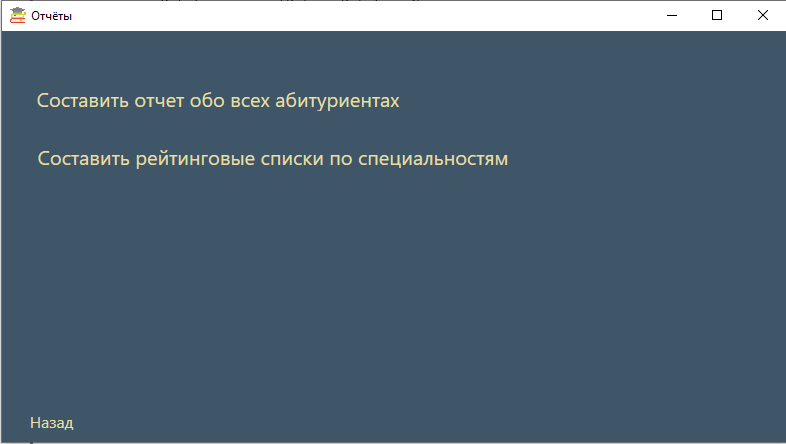 Отчёты
Составить отчет обо всех абитуриентах
Составить рейтинговые списки по специальностям
Назад